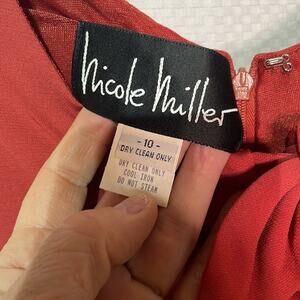 Nicole Miller
- 10 -
DRY CLEAN ONLY
DRY CLEAN ONLY
COOL IRON
DO NOT STEAM